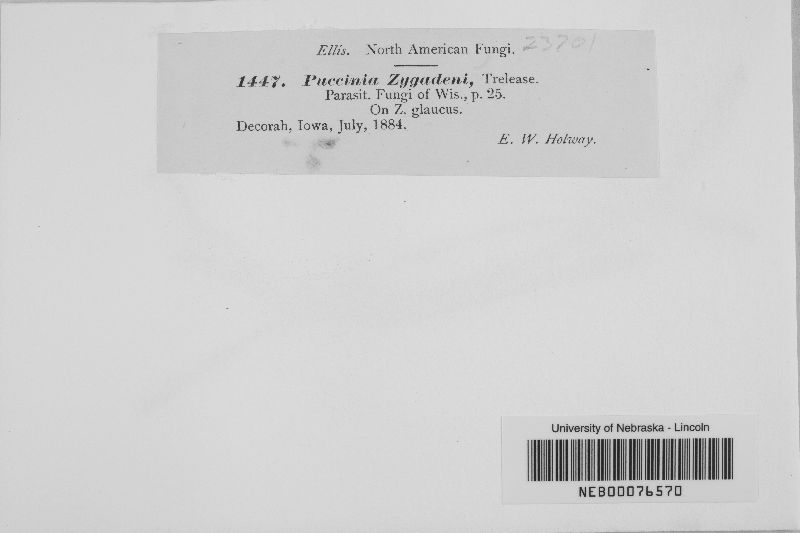 Ellis. North American Fungi. 23701
1447. Puccinia Zygadeni, Trelease.
Parasit. Fungi of Wis., p. 25.
On Z. glaucus.
Decorah, Iowa, July, 1884.
E. W. Holway.
University of Nebraska - Lincoln
NEB00076570